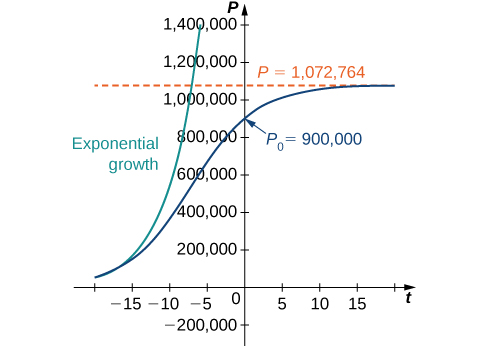 P
1,400,000
1,200,000
P = 1,072,764
1,000,000
800,000
P₀ = 900,000
Exponential
growth
600,000
400,000
200,000
0
−15 −10 −5 5 10 15 t
−200,000